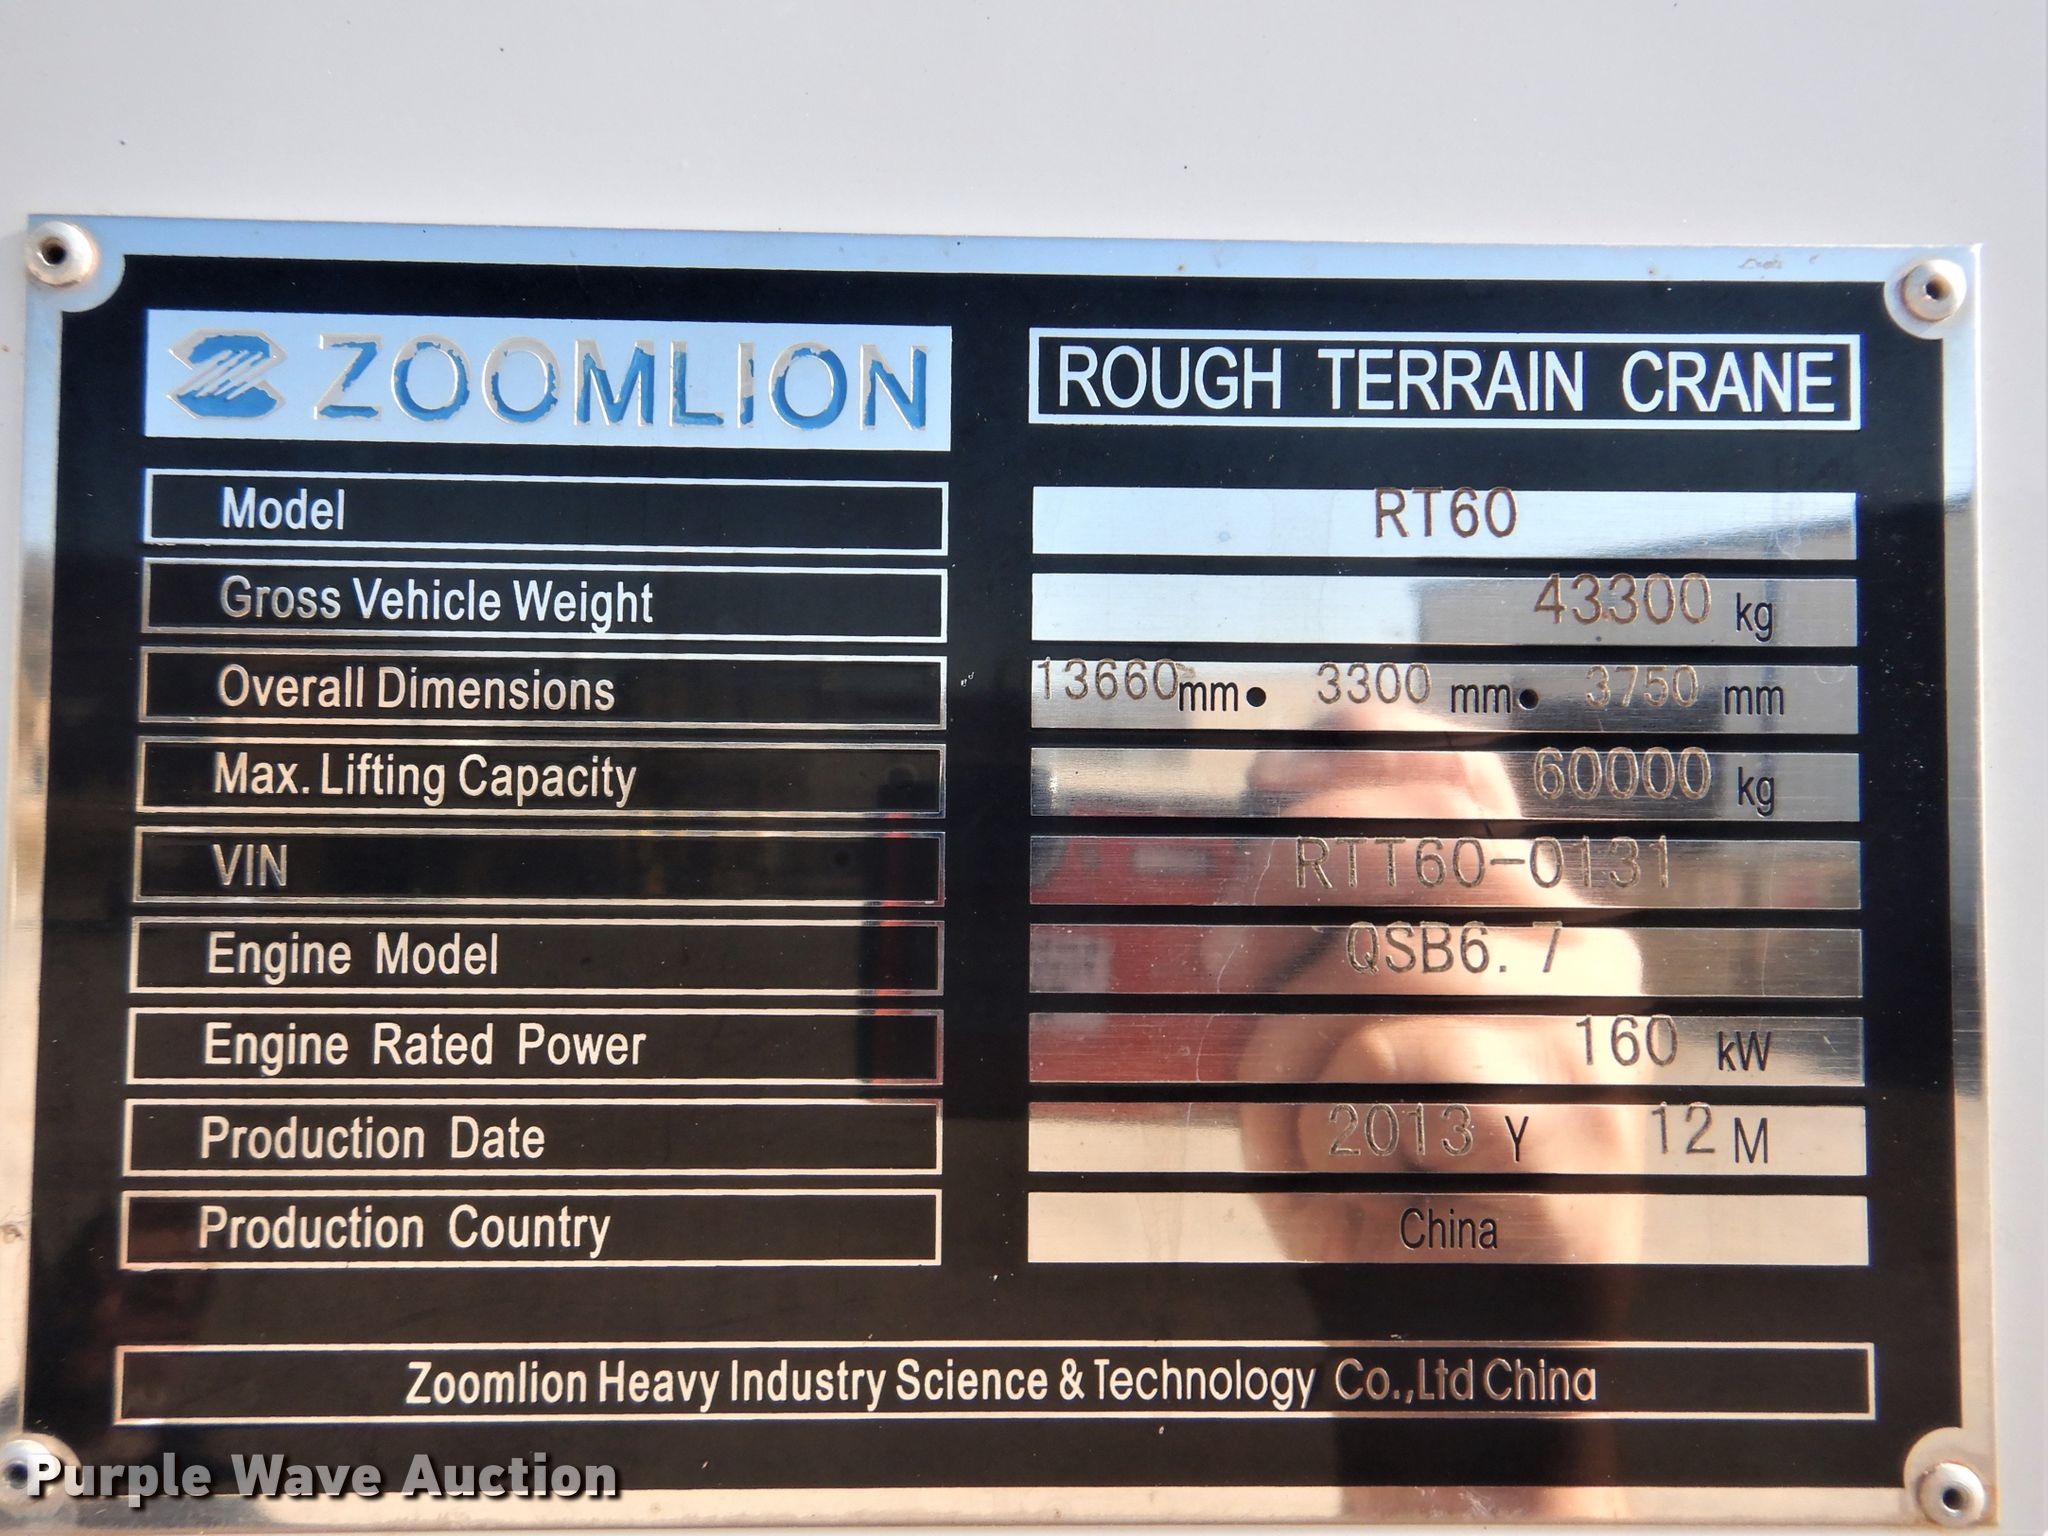 ZOOMLION ROUGH TERRAIN CRANE
Model RT60
Gross Vehicle Weight 43300 kg
Overall Dimensions 13660mm• 3300 mm• 3750 mm
Max. Lifting Capacity 60000 kg
VIN RTT60-0131
Engine Model QSB6. 7
Engine Rated Power 160 kW
Production Date 2013 Y 12 M
Production Country China
Zoomlion Heavy Industry Science & Technology Co.,Ltd China
Purple Wave Auction